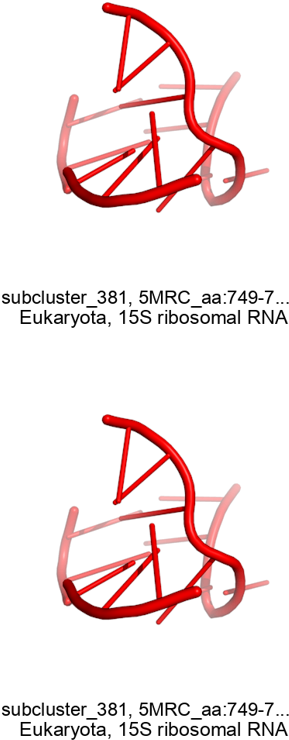 subcluster_381, 5MRC_aa:749-7...
Eukaryota, 15S ribosomal RNA
subcluster_381, 5MRC_aa:749-7...
Eukaryota, 15S ribosomal RNA